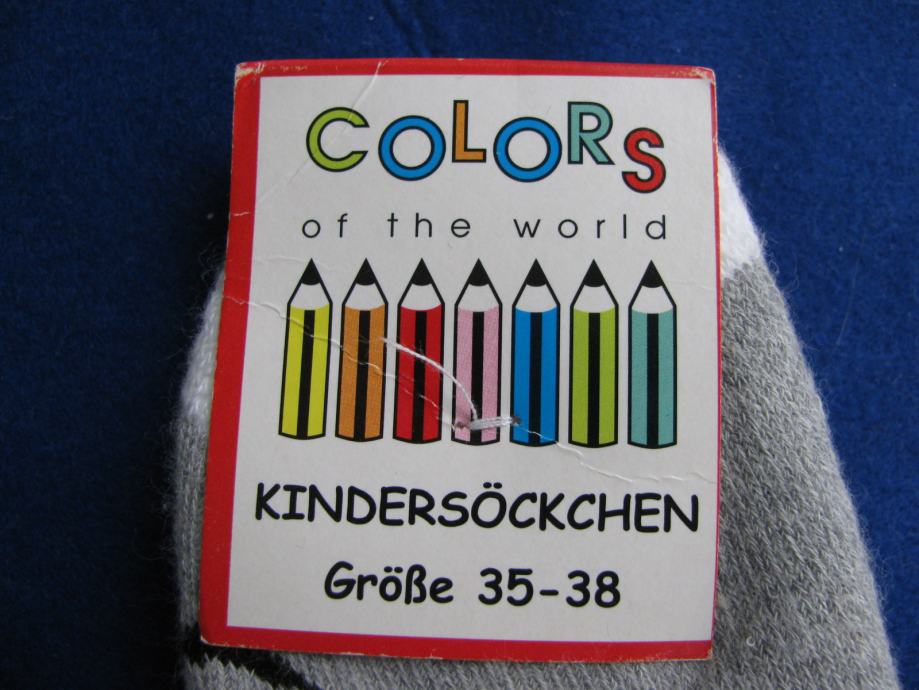 COLORS
of the world
KINDERSÖCKCHEN
Größe 35-38